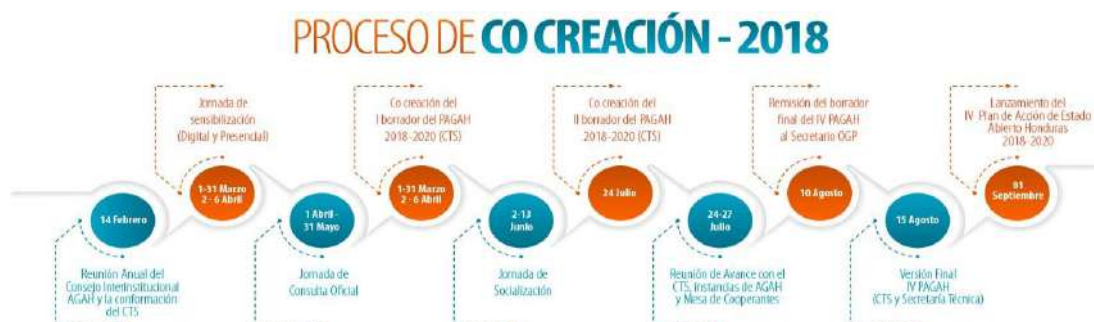 PROCESO DE CO CREACIÓN - 2018
Jornada de
sensibilización
(Digital y Presencial)
Co creación del
I borrador del PAGAH
2018-2020 (CTS)
Co creación del
II borrador del PAGAH
2018-2020 (CTS)
Remisión del borrador
final del IV PAGAH
al Secretario OGP
Lanzamiento del
IV Plan de Acción de Estado
Abierto Honduras
2018-2020
14 Febrero
1-31 Marzo
2 - 6 Abril
1 Abril -
31 Mayo
1-31 Marzo
2 - 6 Abril
2-13
Junio
24 Julio
24-27
Julio
10 Agosto
15 Agosto
01
Septiembre
Reunión Anual del
Consejo Interinstitucional
AGAH y la conformación
del CTS
Jornada de
Consulta Oficial
Jornada de
Socialización
Reunión de Avance con el
CTS, instancias de AGAH
y Mesa de Cooperantes
Versión Final
IV PAGAH
(CTS y Secretaría Técnica)